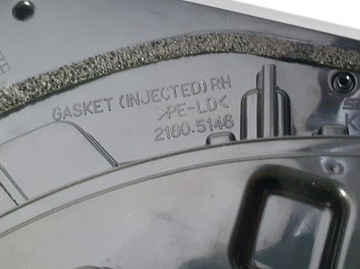 GASKET (INJECTED) RH
>PE-LD<
2160.5146